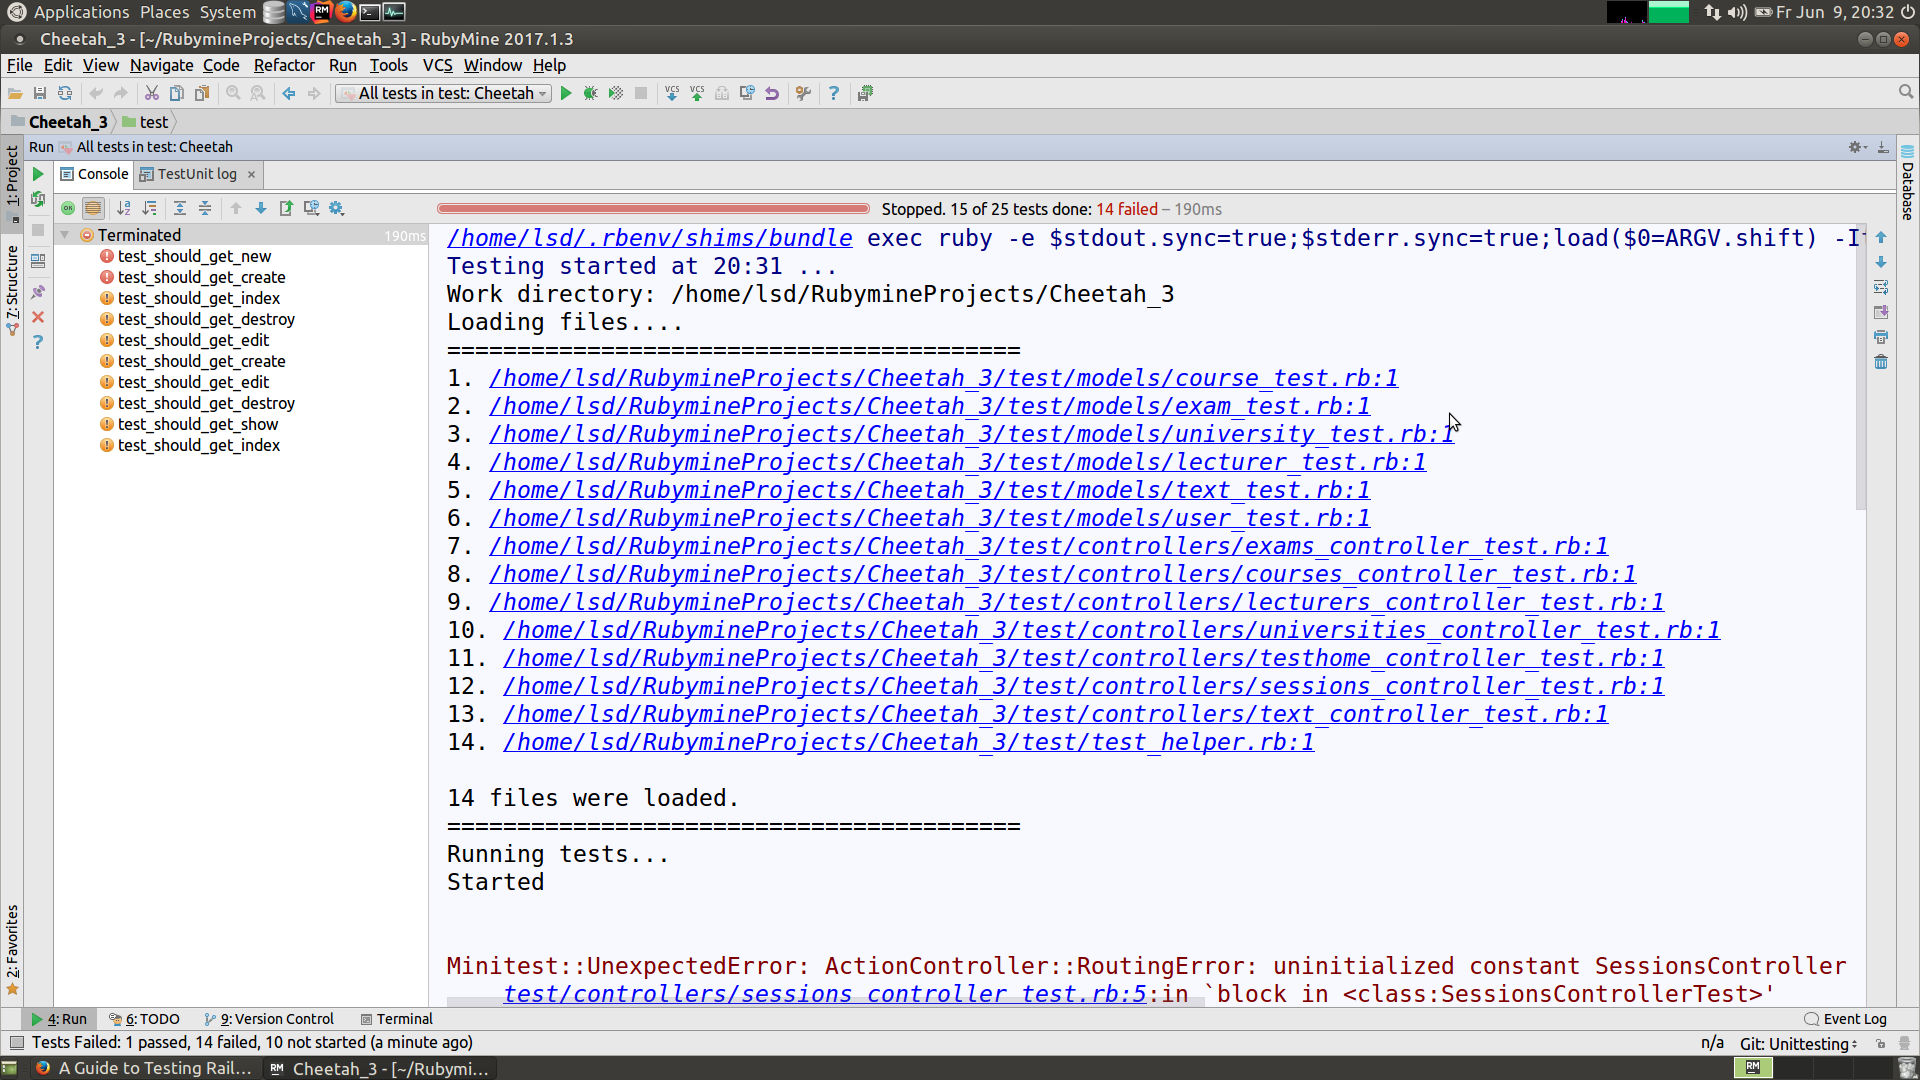 Applications Places System
Fr Jun 9, 20:32
Cheetah_3 - [~/RubymineProjects/Cheetah_3] - RubyMine 2017.1.3
File Edit View Navigate Code Refactor Run Tools VCS Window Help
All tests in test: Cheetah
Cheetah_3 test
Run All tests in test: Cheetah
Console TestUnit log
Stopped. 15 of 25 tests done: 14 failed – 190ms
Terminated 190ms
test_should_get_new
test_should_get_create
test_should_get_index
test_should_get_destroy
test_should_get_edit
test_should_get_create
test_should_get_edit
test_should_get_destroy
test_should_get_show
test_should_get_index
/home/lsd/.rbenv/shims/bundle exec ruby -e $stdout.sync=true;$stderr.sync=true;load($0=ARGV.shift) -I
Testing started at 20:31 ...
Work directory: /home/lsd/RubymineProjects/Cheetah_3
Loading files....
=========================================
1. /home/lsd/RubymineProjects/Cheetah_3/test/models/course_test.rb:1
2. /home/lsd/RubymineProjects/Cheetah_3/test/models/exam_test.rb:1
3. /home/lsd/RubymineProjects/Cheetah_3/test/models/university_test.rb:1
4. /home/lsd/RubymineProjects/Cheetah_3/test/models/lecturer_test.rb:1
5. /home/lsd/RubymineProjects/Cheetah_3/test/models/text_test.rb:1
6. /home/lsd/RubymineProjects/Cheetah_3/test/models/user_test.rb:1
7. /home/lsd/RubymineProjects/Cheetah_3/test/controllers/exams_controller_test.rb:1
8. /home/lsd/RubymineProjects/Cheetah_3/test/controllers/courses_controller_test.rb:1
9. /home/lsd/RubymineProjects/Cheetah_3/test/controllers/lecturers_controller_test.rb:1
10. /home/lsd/RubymineProjects/Cheetah_3/test/controllers/universities_controller_test.rb:1
11. /home/lsd/RubymineProjects/Cheetah_3/test/controllers/testhome_controller_test.rb:1
12. /home/lsd/RubymineProjects/Cheetah_3/test/controllers/sessions_controller_test.rb:1
13. /home/lsd/RubymineProjects/Cheetah_3/test/controllers/text_controller_test.rb:1
14. /home/lsd/RubymineProjects/Cheetah_3/test/test_helper.rb:1
14 files were loaded.
=========================================
Running tests...
Started
Minitest::UnexpectedError: ActionController::RoutingError: uninitialized constant SessionsController
test/controllers/sessions_controller_test.rb:5:in `block in <class:SessionsControllerTest>'
1: Project
7: Structure
2: Favorites
Database
4: Run 6: TODO 9: Version Control Terminal Event Log
Tests Failed: 1 passed, 14 failed, 10 not started (a minute ago) n/a Git: Unittesting
A Guide to Testing Rail... Cheetah_3 - [~/Rubymi...